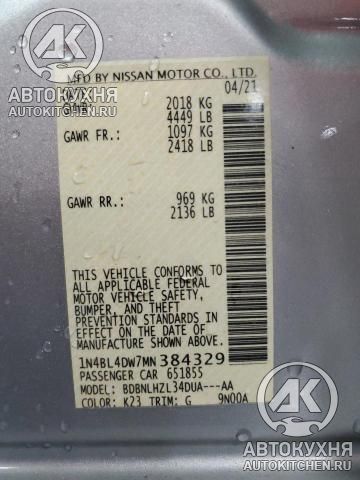 AK
АВТОКУХНЯ
AUTOKITCHEN.RU
MFD BY NISSAN MOTOR CO., LTD.
04/21
2018 KG
4449 LB
GAWR FR.: 1097 KG
2418 LB
GAWR RR.: 969 KG
2136 LB
THIS VEHICLE CONFORMS TO
ALL APPLICABLE FEDERAL
MOTOR VEHICLE SAFETY,
BUMPER, AND THEFT
PREVENTION STANDARDS
IN EFFECT ON THE DATE OF
MANUFACTURE SHOWN ABOVE.
1N4BL4DW7MN384329
PASSENGER CAR 651855
MODEL: BDBNLHZL34DUA---AA
COLOR: K23 TRIM: G 9N00A
АВТОКУХНЯ
AUTOKITCHEN.RU